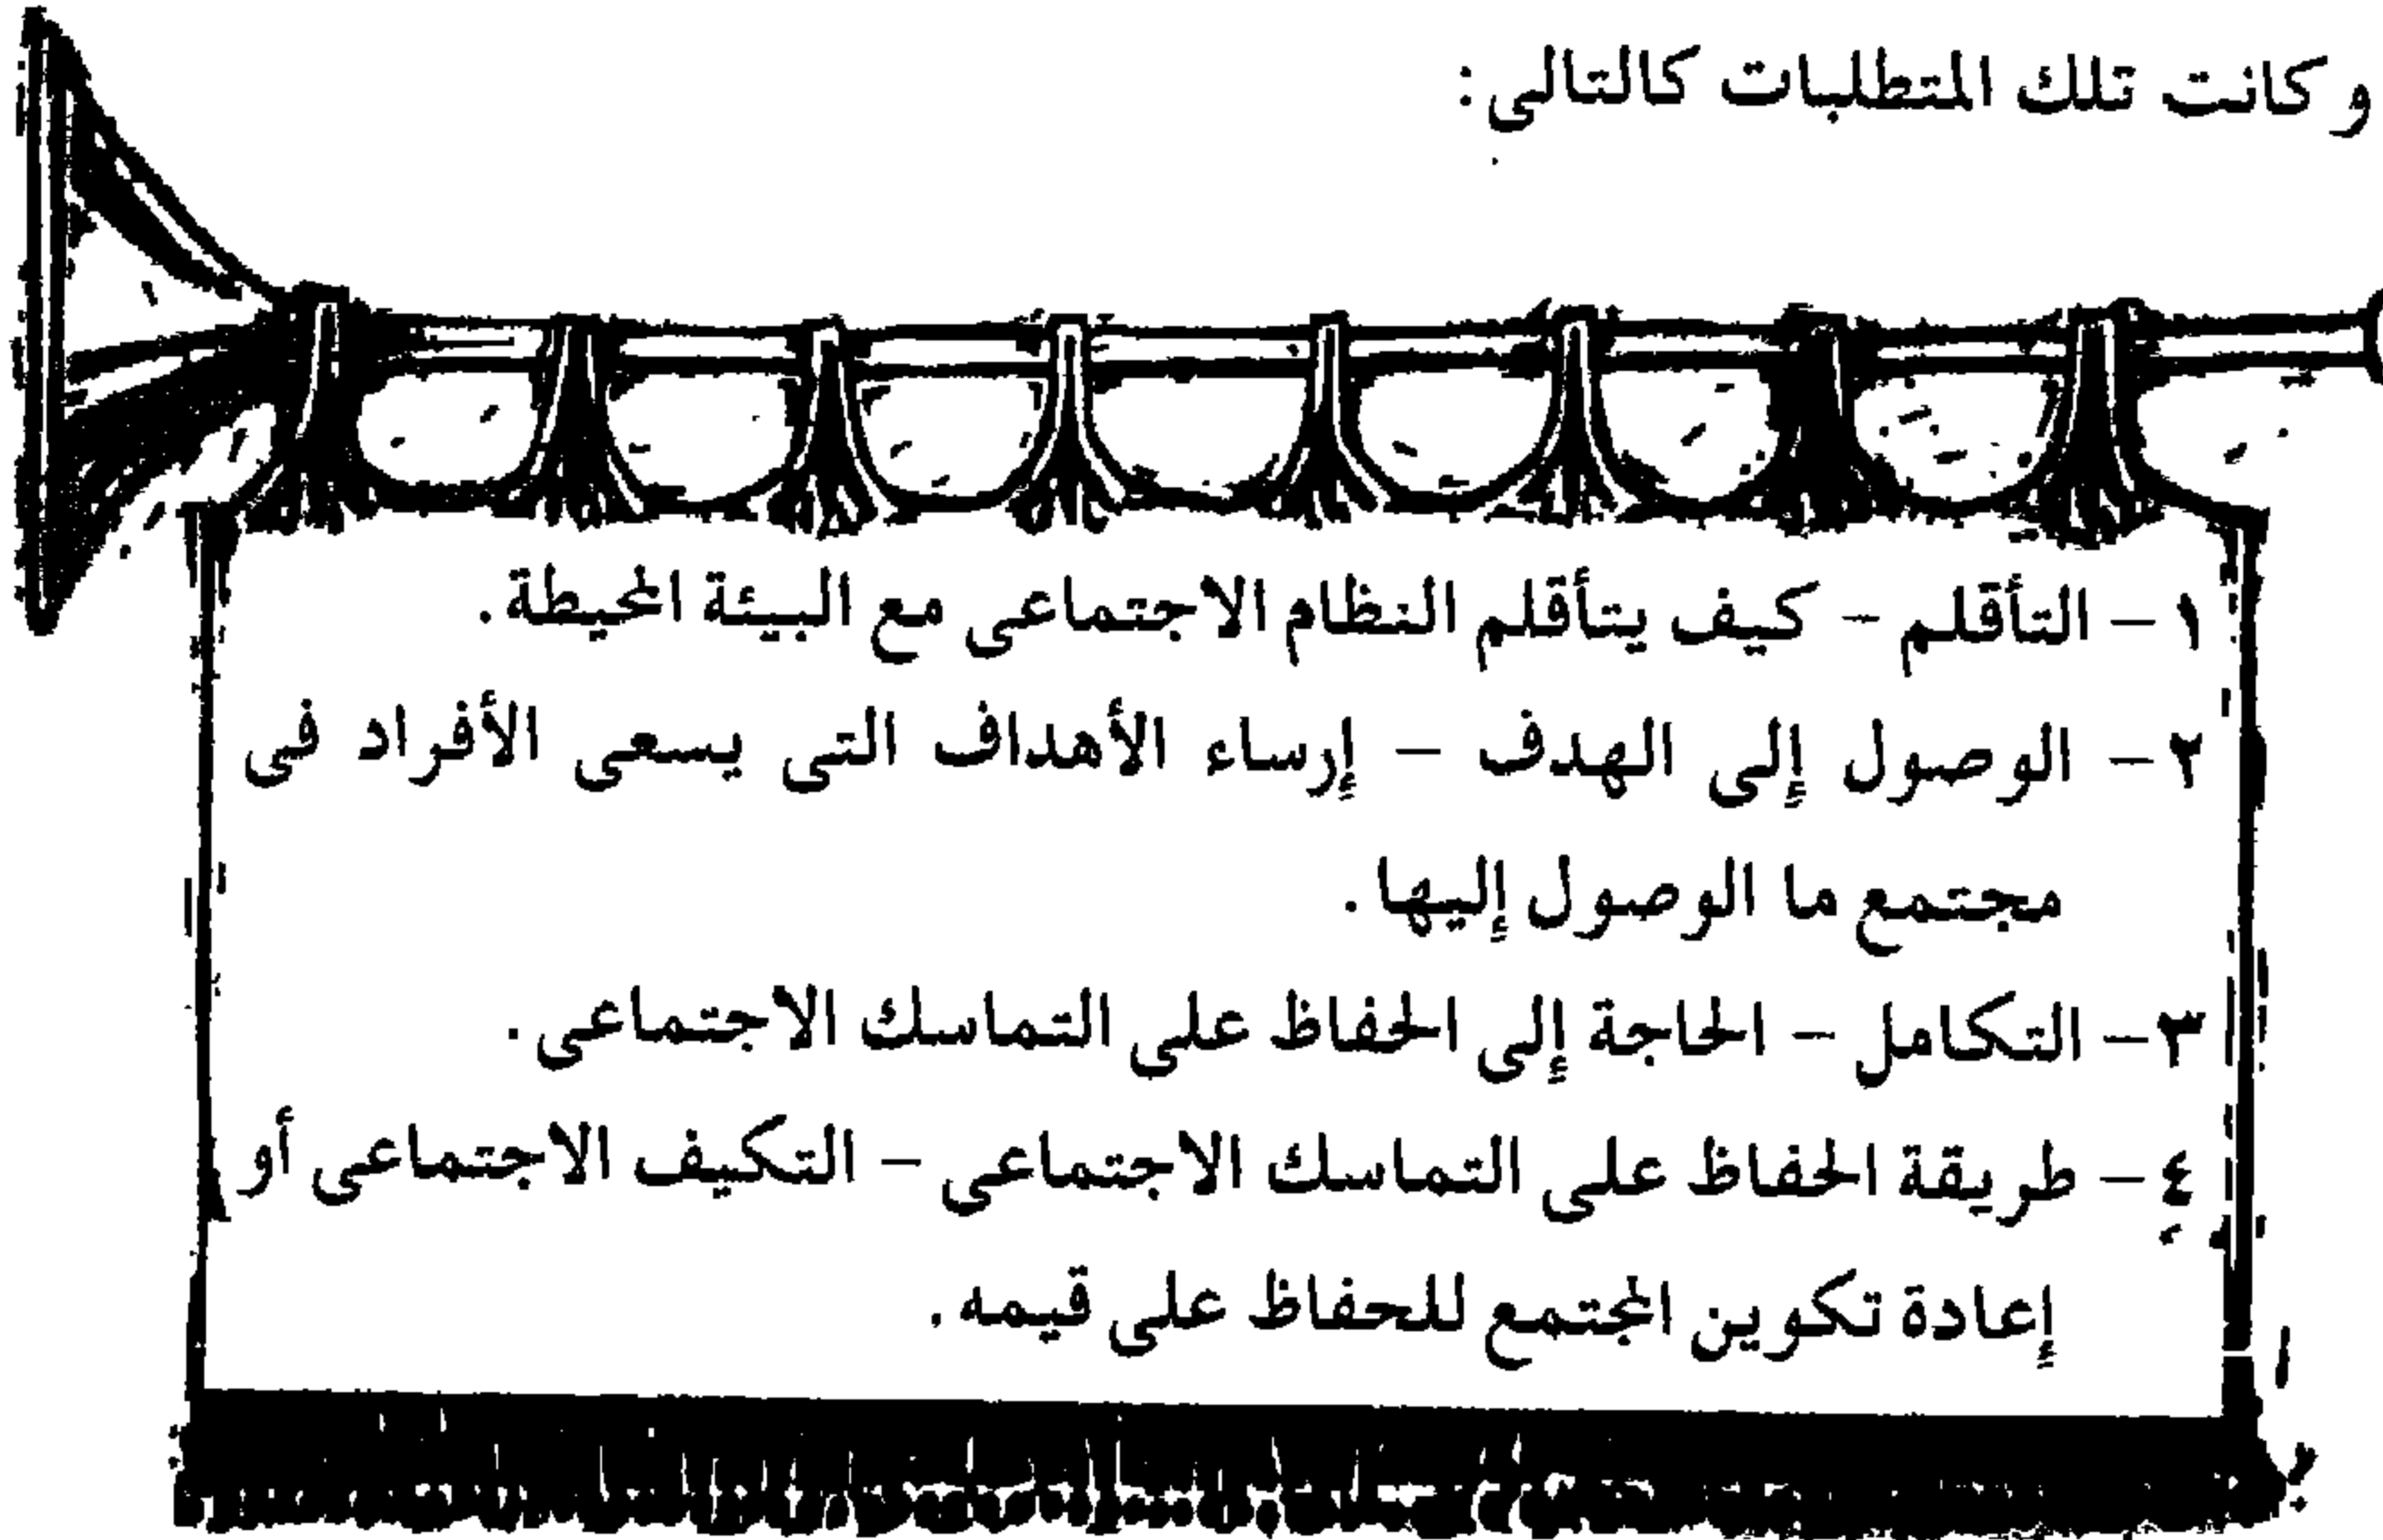 و كانت تلك المتطلبات كالتالى:
١ – التأقلم – كيف يتأقلم النظام الاجتماعى مع البيئة المحيطة.
٢ – الوصول إلى الهدف – إرساء الأهداف التى يسعى الأفراد فى
مجتمع ما الوصول إليها.
٣ – التكامل – الحاجة إلى الحفاظ على التماسك الاجتماعى.
٤ – طريقة الحفاظ على التماسك الاجتماعى – التكيف الاجتماعى أو
إعادة تكوين المجتمع للحفاظ على قيمه.